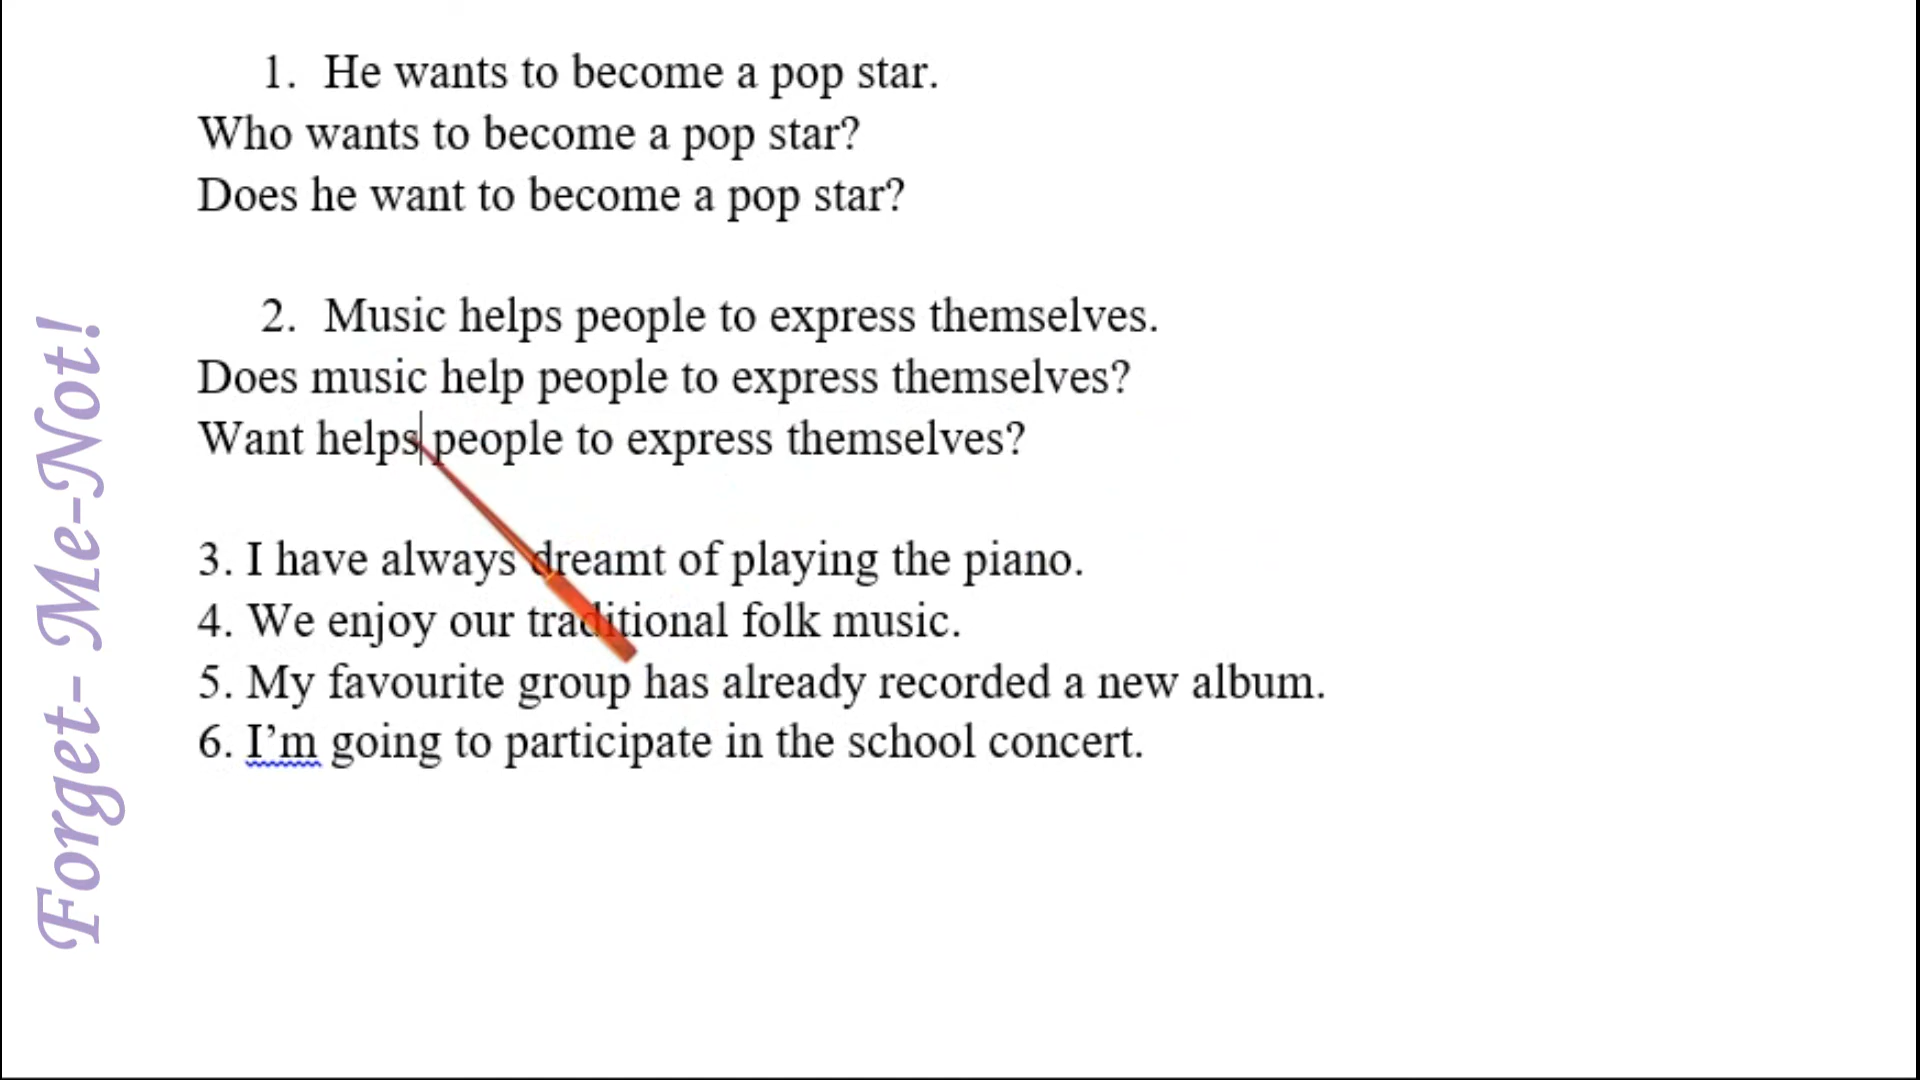 1. He wants to become a pop star.
Who wants to become a pop star?
Does he want to become a pop star?
2. Music helps people to express themselves.
Does music help people to express themselves?
Want helps people to express themselves?
3. I have always dreamt of playing the piano.
4. We enjoy our traditional folk music.
5. My favourite group has already recorded a new album.
6. I’m going to participate in the school concert.
Forget- Me-Not!